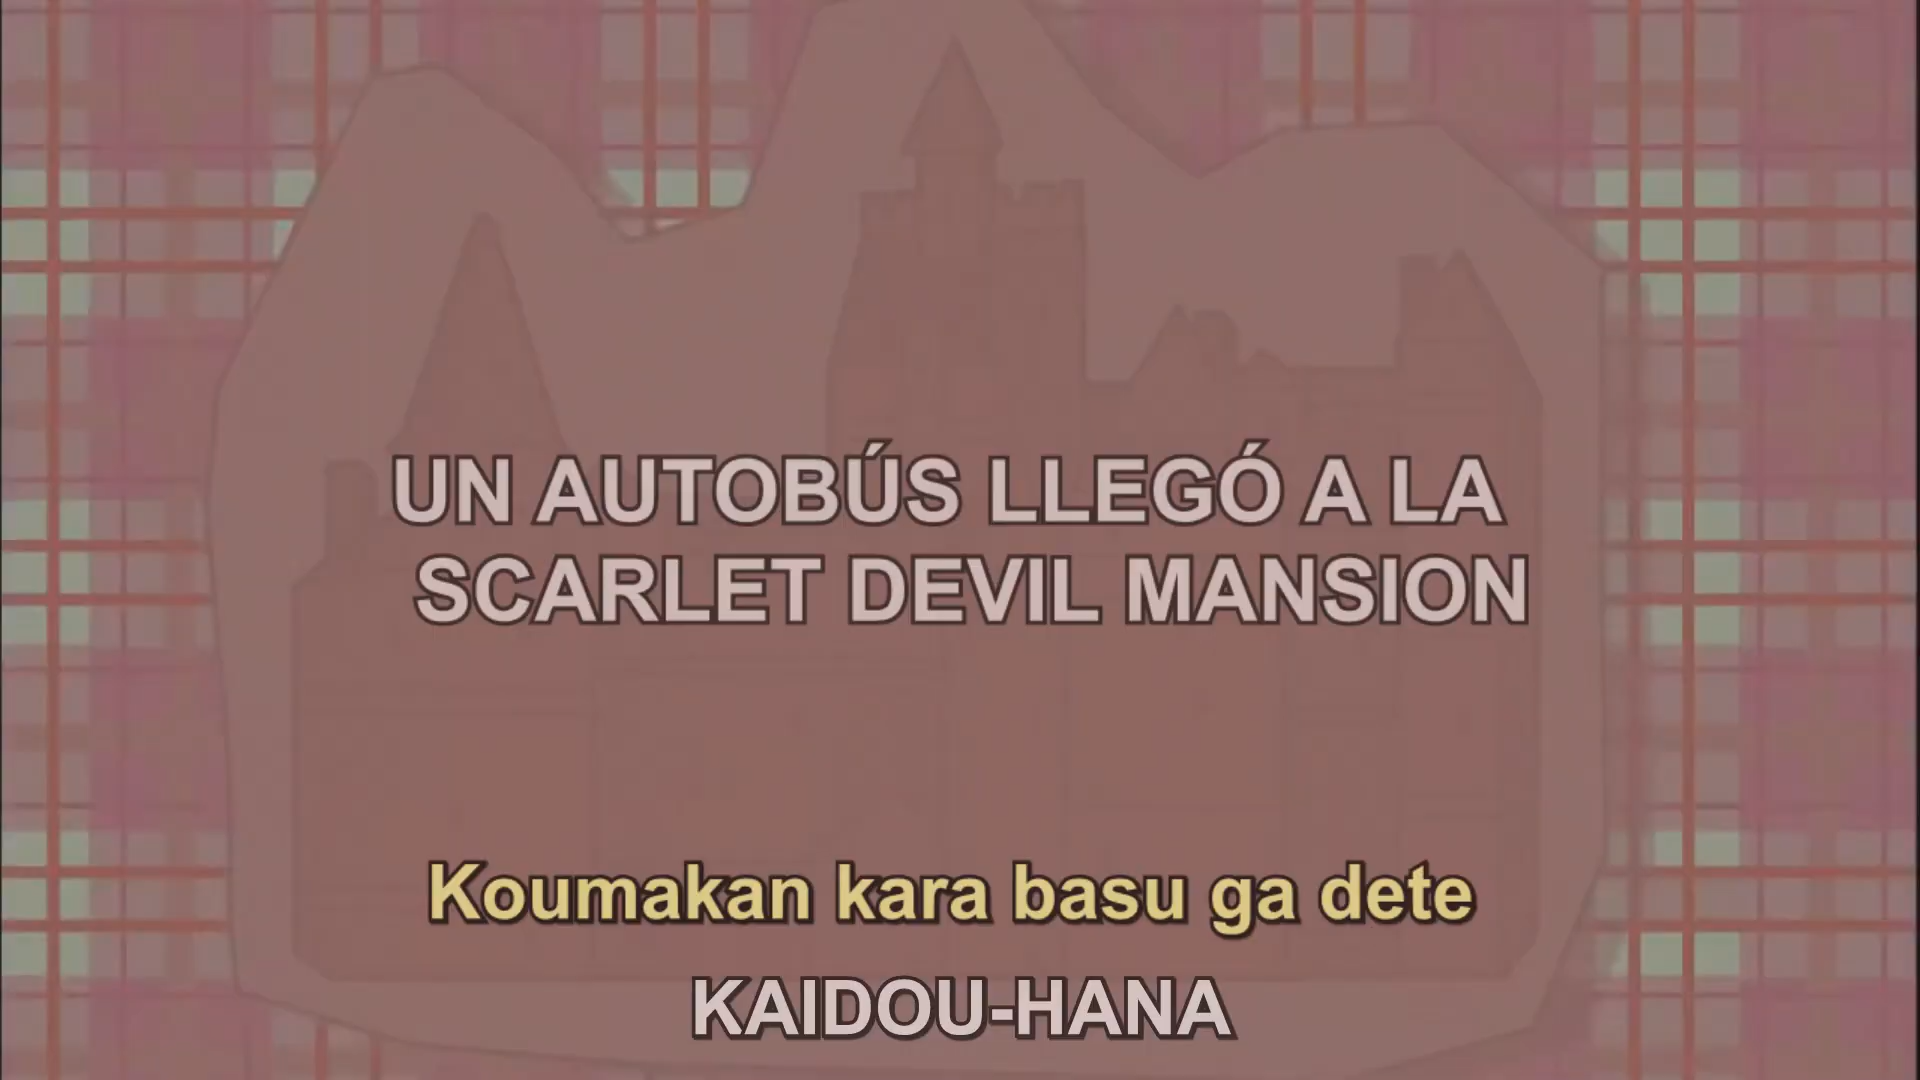 UN AUTOBÚS LLEGÓ A LA
SCARLET DEVIL MANSION
Koumakan kara basu ga dete
KAIDOU-HANA